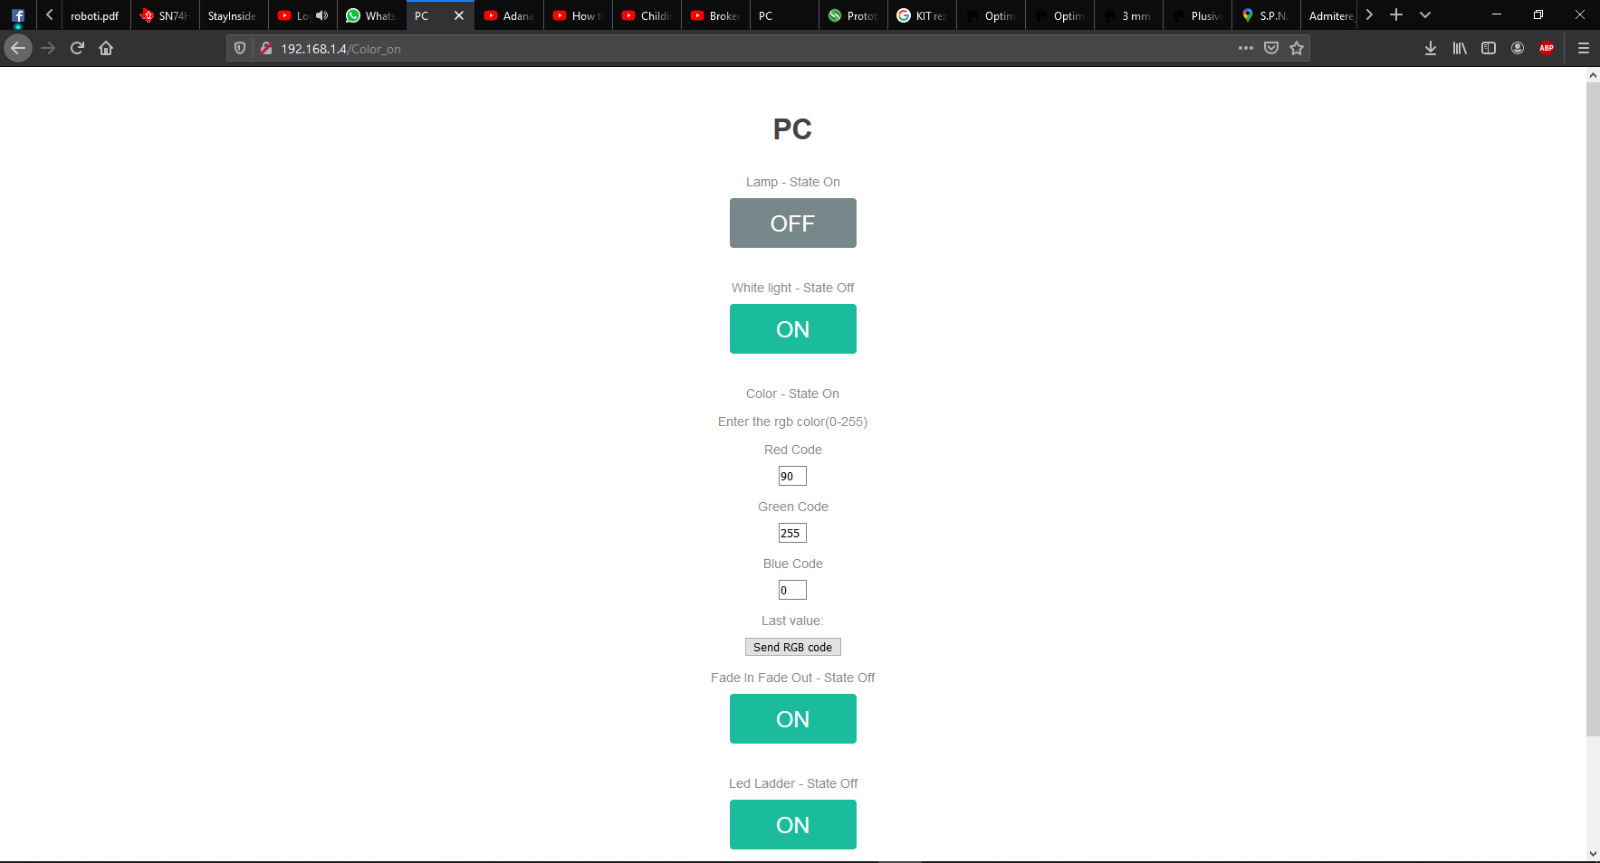 roboti.pdf
SN74H
StayInside
Lo
Whats
PC
Adana
How t
Childis
Broker
PC
Protot
KIT rez
Optim
Optim
3 mm
Plusiv
S.P.N.
Admitere
192.168.1.4/Color_on
ABP
PC
Lamp - State On
OFF
White light - State Off
ON
Color - State On
Enter the rgb color(0-255)
Red Code
90
Green Code
255
Blue Code
0
Last value:
Send RGB code
Fade In Fade Out - State Off
ON
Led Ladder - State Off
ON